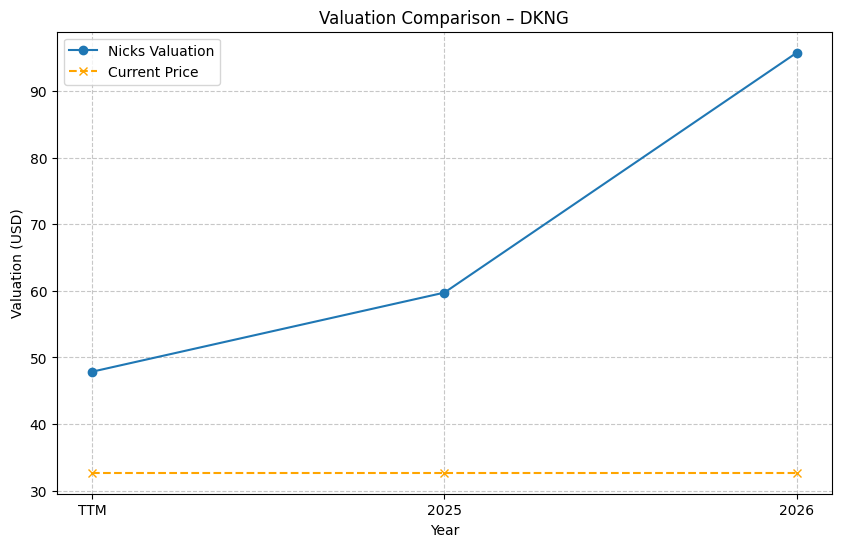 Valuation Comparison – DKNG
Nicks Valuation
Current Price
Valuation (USD)
90
80
70
60
50
40
30
TTM
2025
2026
Year